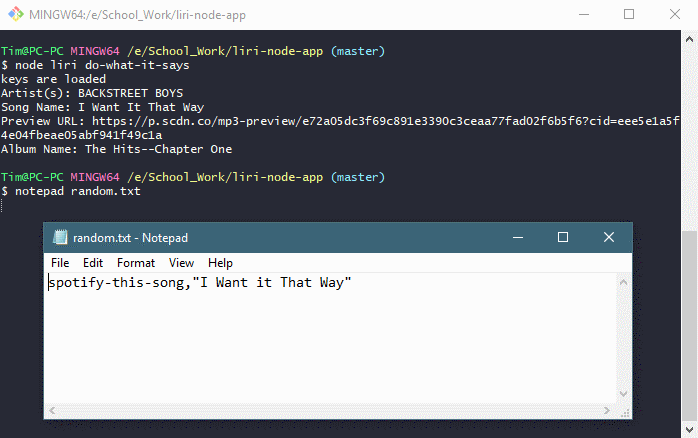 MINGW64:/e/School_Work/liri-node-app
Tim@PC-PC MINGW64 /e/School_Work/liri-node-app (master)
$ node liri do-what-it-says
keys are loaded
Artist(s): BACKSTREET BOYS
Song Name: I Want It That Way
Preview URL: https://p.scdn.co/mp3-preview/e72a05dc3f69c891e3390c3ceaa77fad02f6b5f6?cid=eee5e1a5f
4e04fbeae05abf941f49c1a
Album Name: The Hits--Chapter One
Tim@PC-PC MINGW64 /e/School_Work/liri-node-app (master)
$ notepad random.txt
random.txt - Notepad
File Edit Format View Help
spotify-this-song,"I Want it That Way"